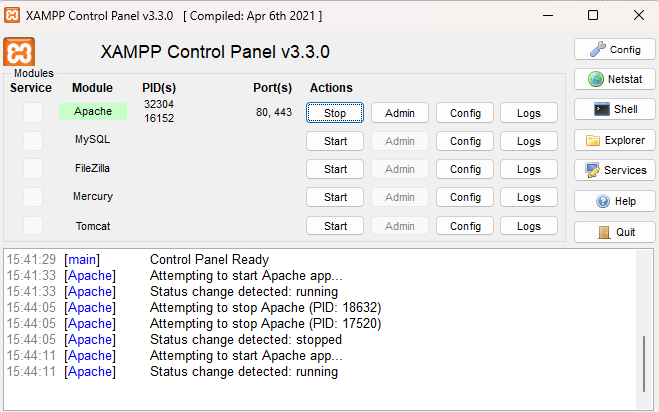 XAMPP Control Panel v3.3.0 [ Compiled: Apr 6th 2021 ]
XAMPP Control Panel v3.3.0
Config
Modules
Service Module PID(s) Port(s) Actions
Netstat
Apache 32304 16152 80, 443 Stop Admin Config Logs
Shell
MySQL Start Admin Config Logs
Explorer
FileZilla Start Admin Config Logs
Services
Mercury Start Admin Config Logs
Help
Tomcat Start Admin Config Logs
Quit
15:41:29 [main] Control Panel Ready
15:41:33 [Apache] Attempting to start Apache app...
15:41:33 [Apache] Status change detected: running
15:44:05 [Apache] Attempting to stop Apache (PID: 18632)
15:44:05 [Apache] Attempting to stop Apache (PID: 17520)
15:44:05 [Apache] Status change detected: stopped
15:44:11 [Apache] Attempting to start Apache app...
15:44:11 [Apache] Status change detected: running